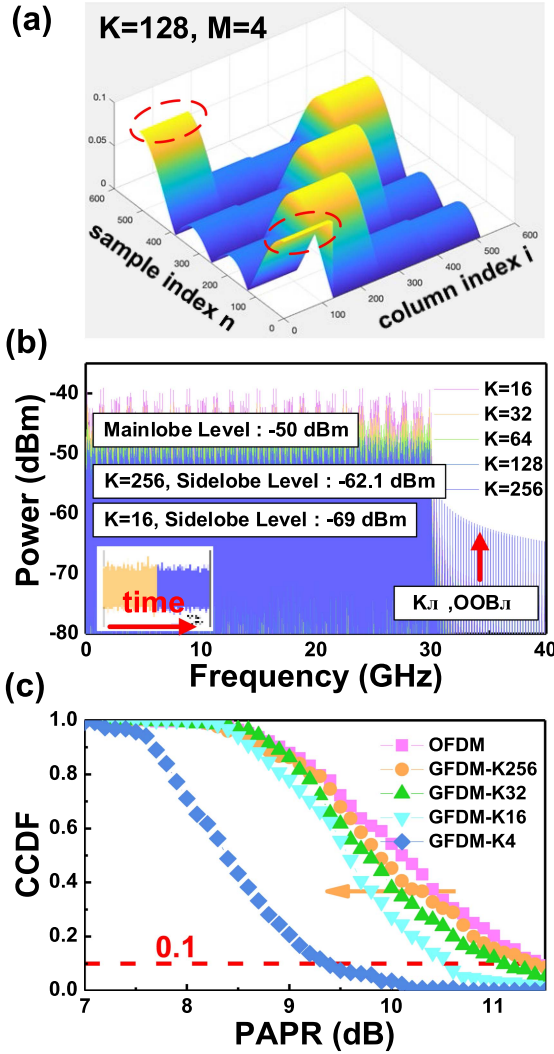 (a)
K=128, M=4
0.1
0.05
0
600
500
400
300
200
100
0
sample index n
0
100
200
300
400
500
600
column index i
(b)
-40
-50
-60
-70
-80
Power (dBm)
K=16
K=32
K=64
K=128
K=256
Mainlobe Level : -50 dBm
K=256, Sidelobe Level : -62.1 dBm
K=16, Sidelobe Level : -69 dBm
time
Kл ,OOBл
0 10 20 30 40
Frequency (GHz)
(c)
1.0
0.8
0.6
0.4
0.2
0.0
CCDF
OFDM
GFDM-K256
GFDM-K32
GFDM-K16
GFDM-K4
0.1
7 8 9 10 11
PAPR (dB)